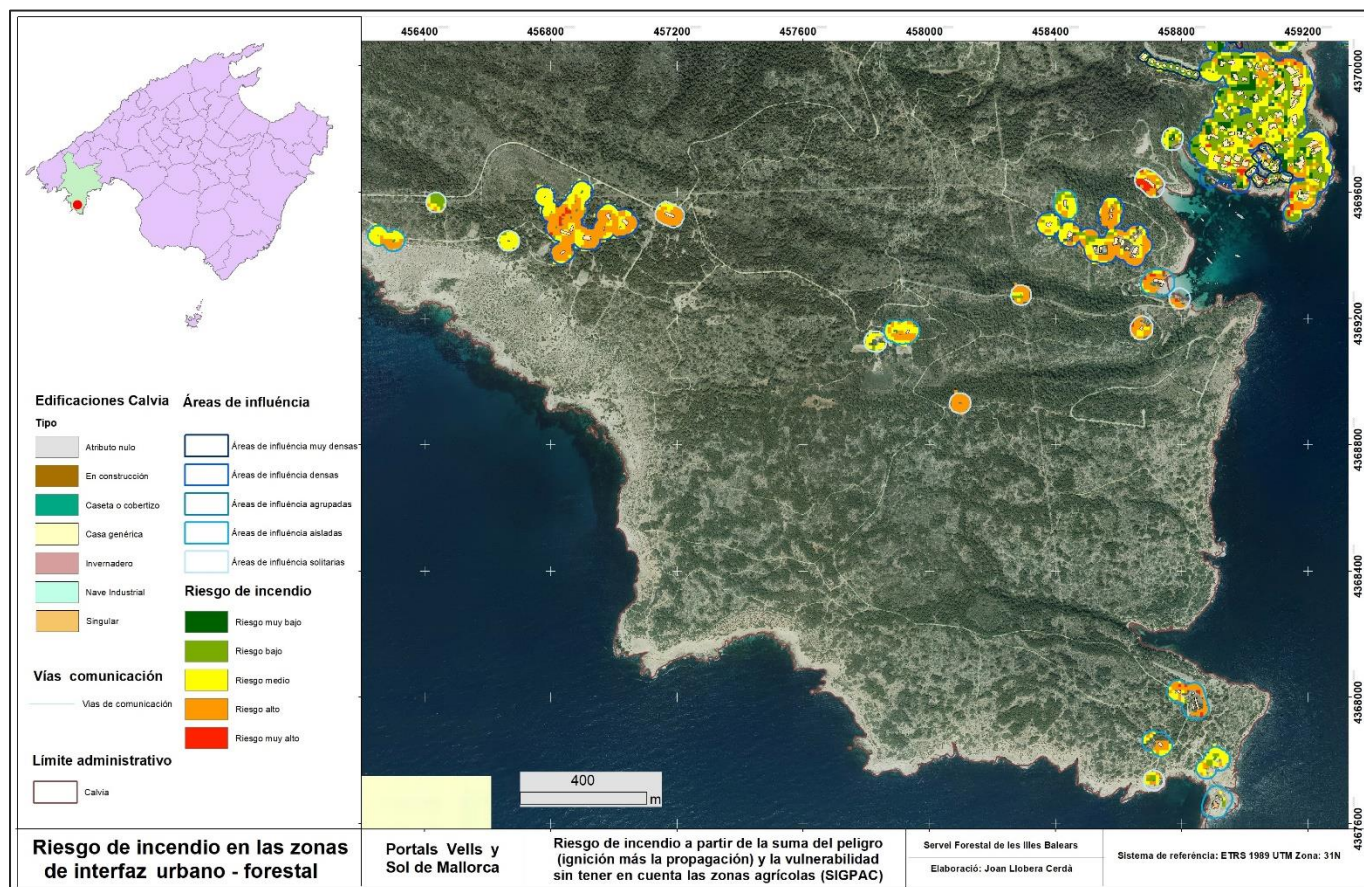 456400 456800 457200 457600 458000 458400 458800 459200
4370000
4369600
4369200
4368800
4368400
4368000
4367600
Edificaciones Calvia
Tipo
Atributo nulo
En construcción
Caseta o cobertizo
Casa genérica
Invernadero
Nave Industrial
Singular
Vías comunicación
Vias de comunicación
Límite administrativo
Calvia
Áreas de influéncia
Áreas de influéncia muy densas
Áreas de influéncia densas
Áreas de influéncia agrupadas
Áreas de influéncia aisladas
Áreas de influéncia solitarias
Riesgo de incendio
Riesgo muy bajo
Riesgo bajo
Riesgo medio
Riesgo alto
Riesgo muy alto
400
m
Riesgo de incendio en las zonas
de interfaz urbano - forestal
Portals Vells y
Sol de Mallorca
Riesgo de incendio a partir de la suma del peligro
(ignición más la propagación) y la vulnerabilidad
sin tener en cuenta las zonas agrícolas (SIGPAC)
Servei Forestal de les Illes Balears
Elaboració: Joan Llobera Cerdà
Sistema de referéncia: ETRS 1989 UTM Zona: 31N